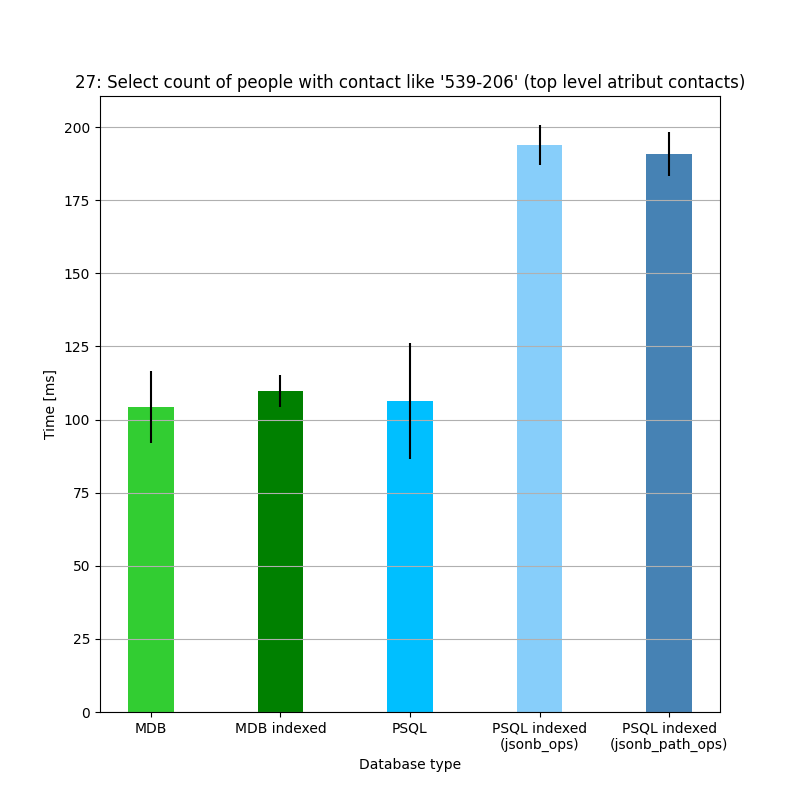 27: Select count of people with contact like '539-206' (top level atribut contacts)
Time [ms]
200
175
150
125
100
75
50
25
0
MDB
MDB indexed
PSQL
PSQL indexed
(jsonb_ops)
PSQL indexed
(jsonb_path_ops)
Database type